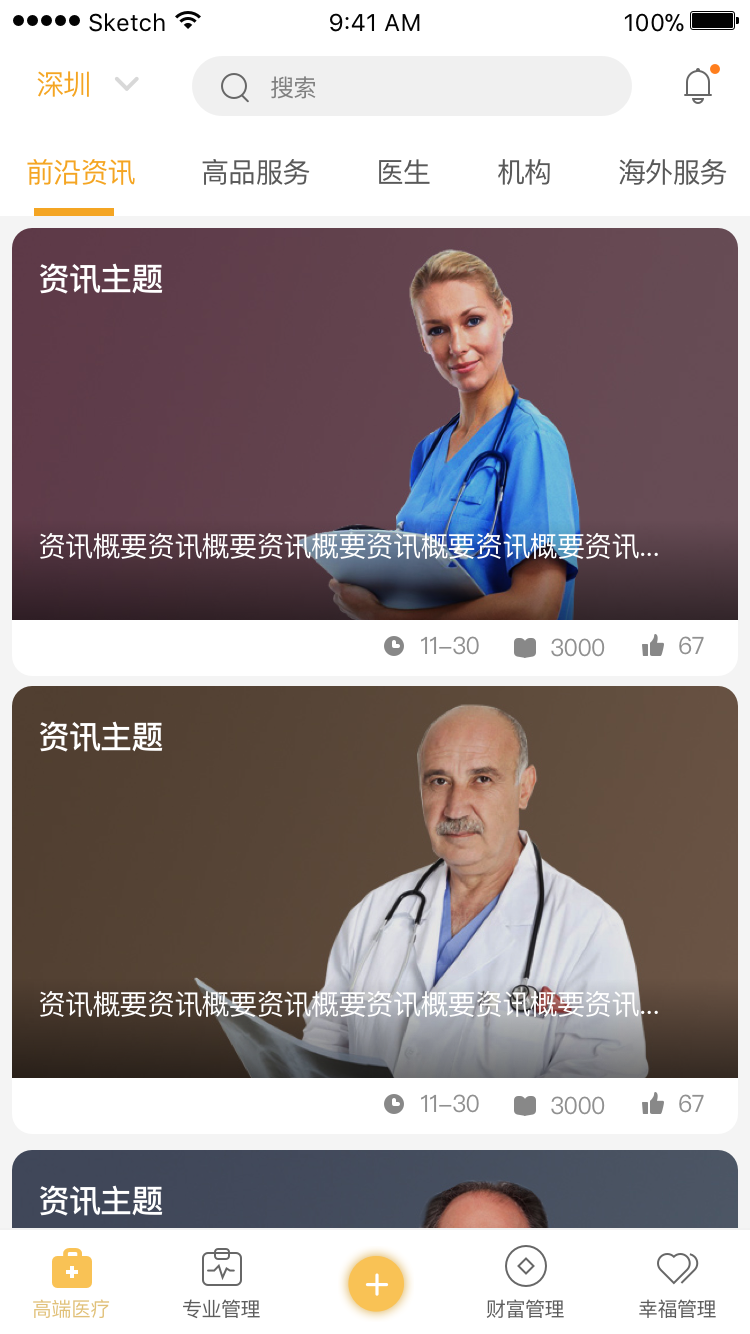 Sketch 9:41 AM 100%
深圳 搜索
前沿资讯 高品服务 医生 机构 海外服务
资讯主题
资讯概要资讯概要资讯概要资讯概要资讯概要资讯...
11-30 3000 67
资讯主题
资讯概要资讯概要资讯概要资讯概要资讯概要资讯...
11-30 3000 67
资讯主题
高端医疗 专业管理 财富管理 幸福管理